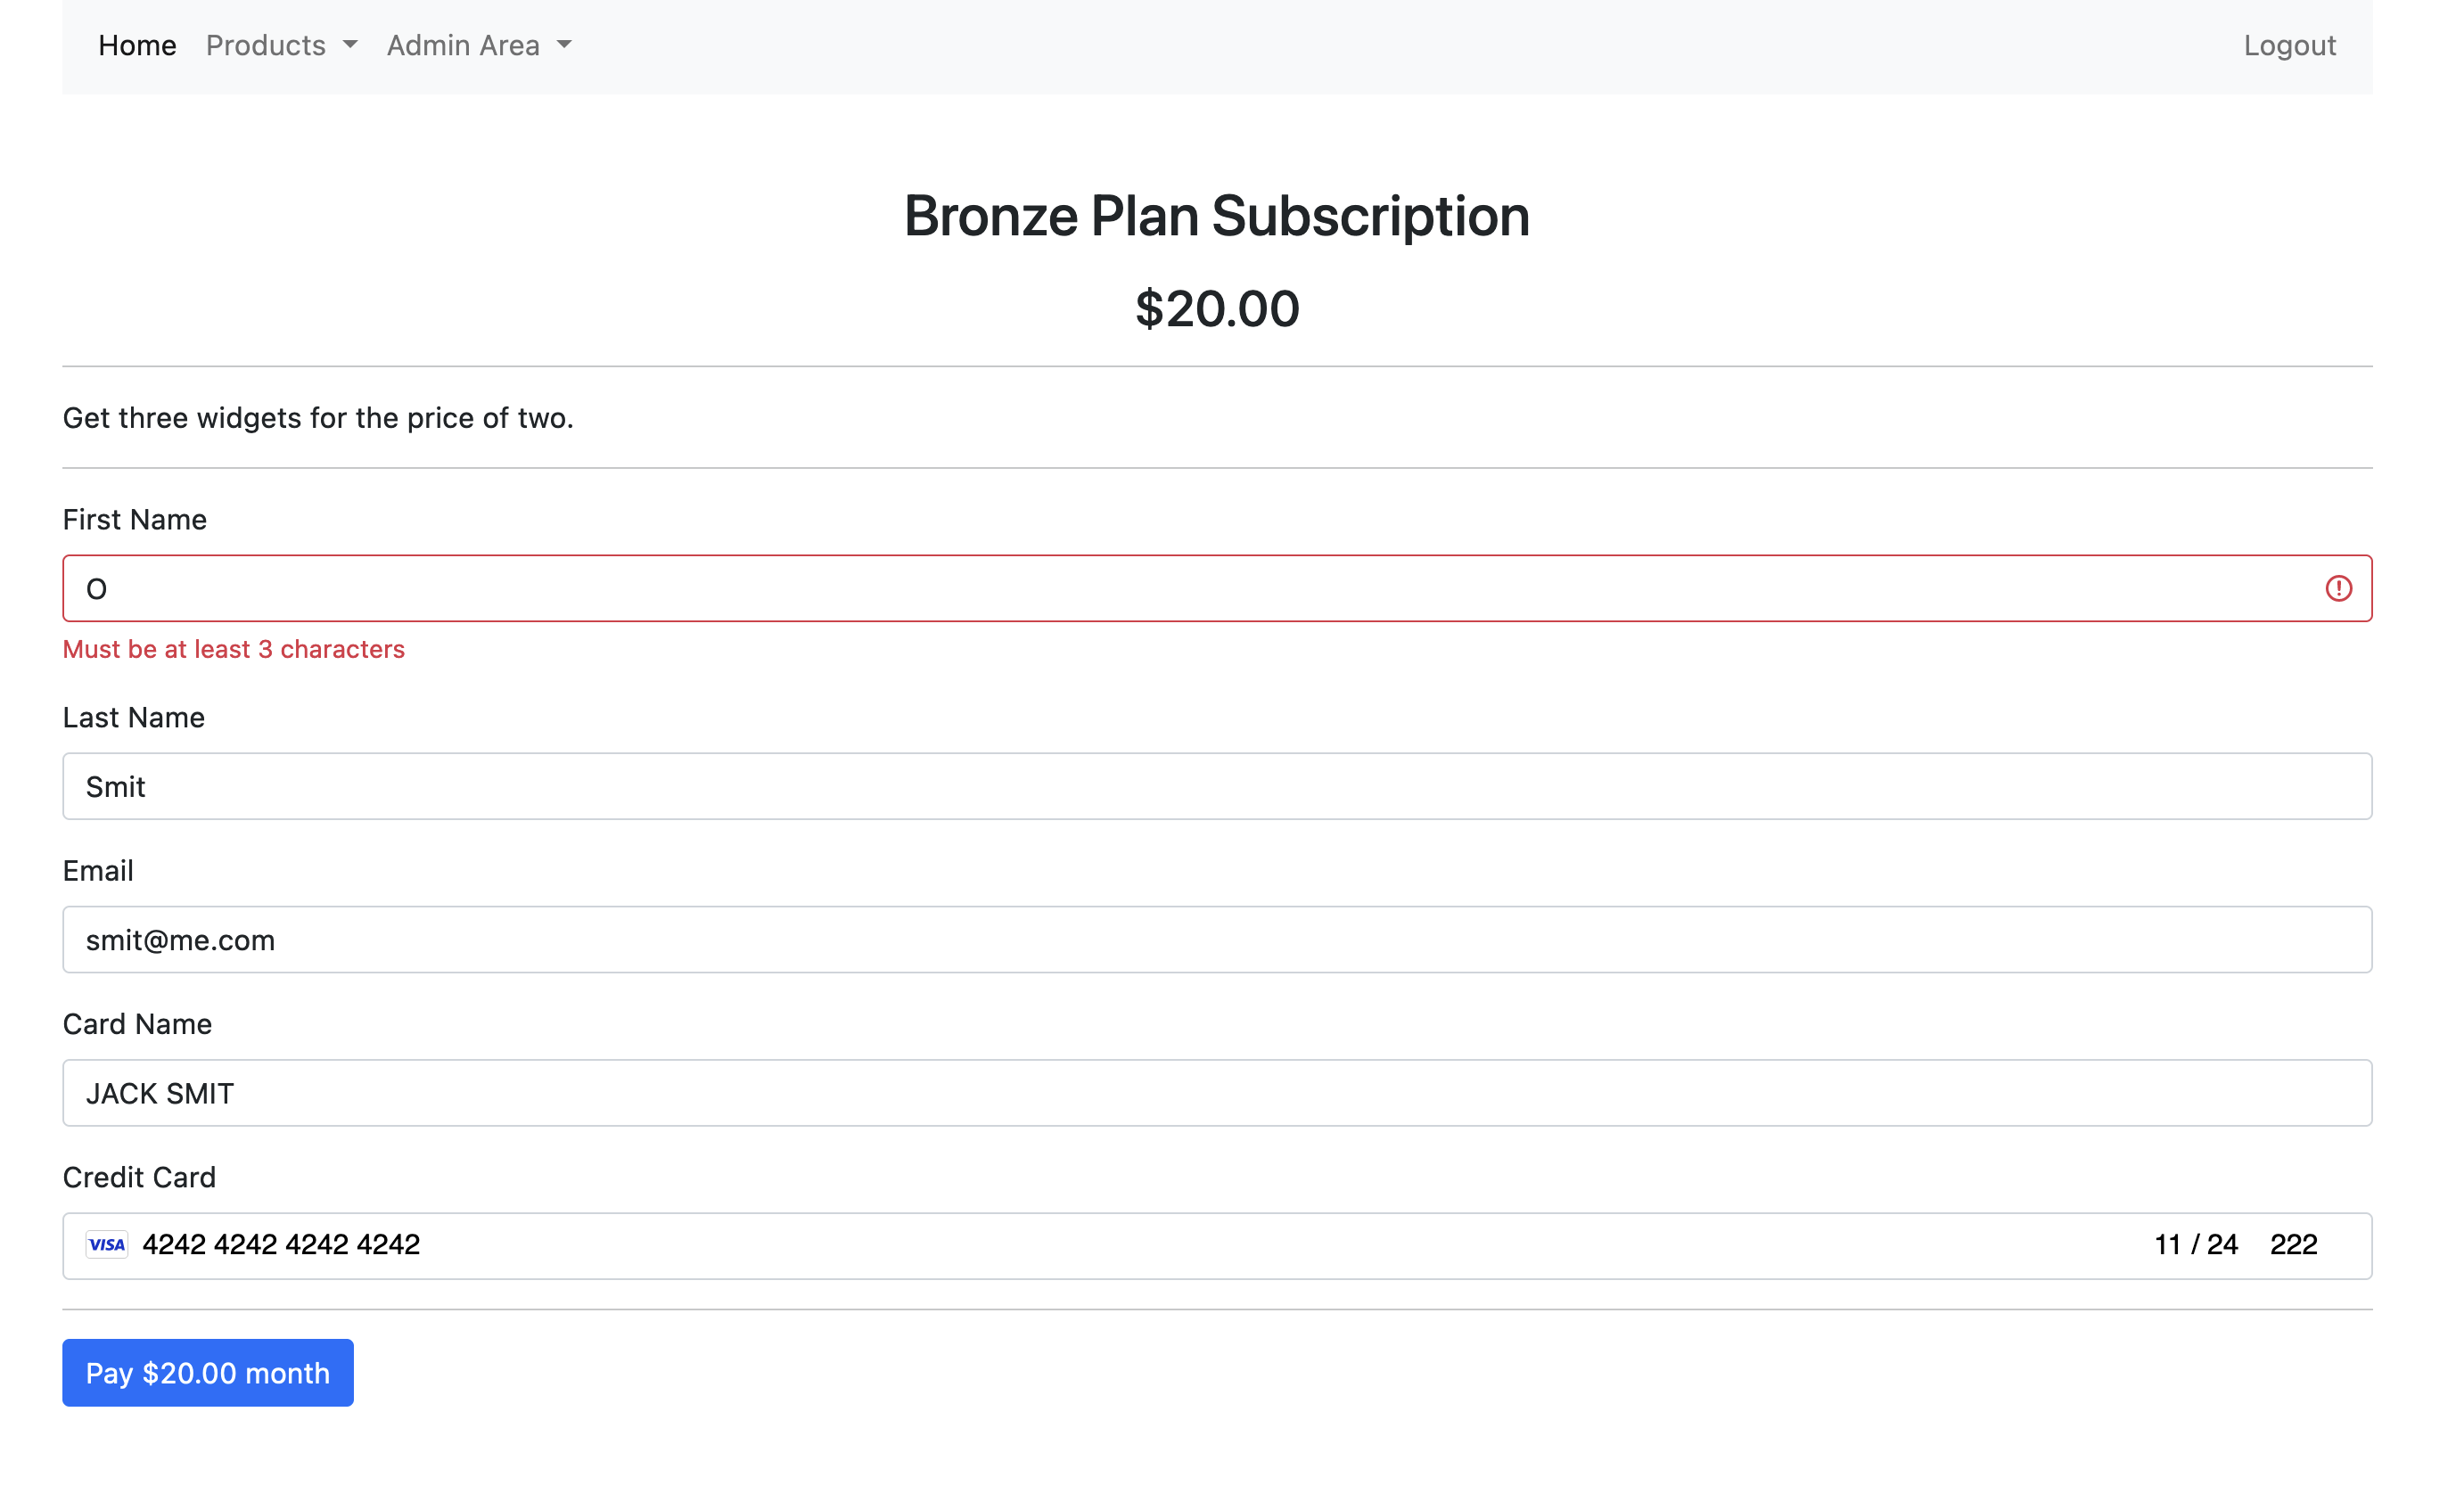 Home Products Admin Area Logout
Bronze Plan Subscription
$20.00
Get three widgets for the price of two.
First Name
O
Must be at least 3 characters
Last Name
Smit
Email
smit@me.com
Card Name
JACK SMIT
Credit Card
VISA 4242 4242 4242 4242 11 / 24 222
Pay $20.00 month